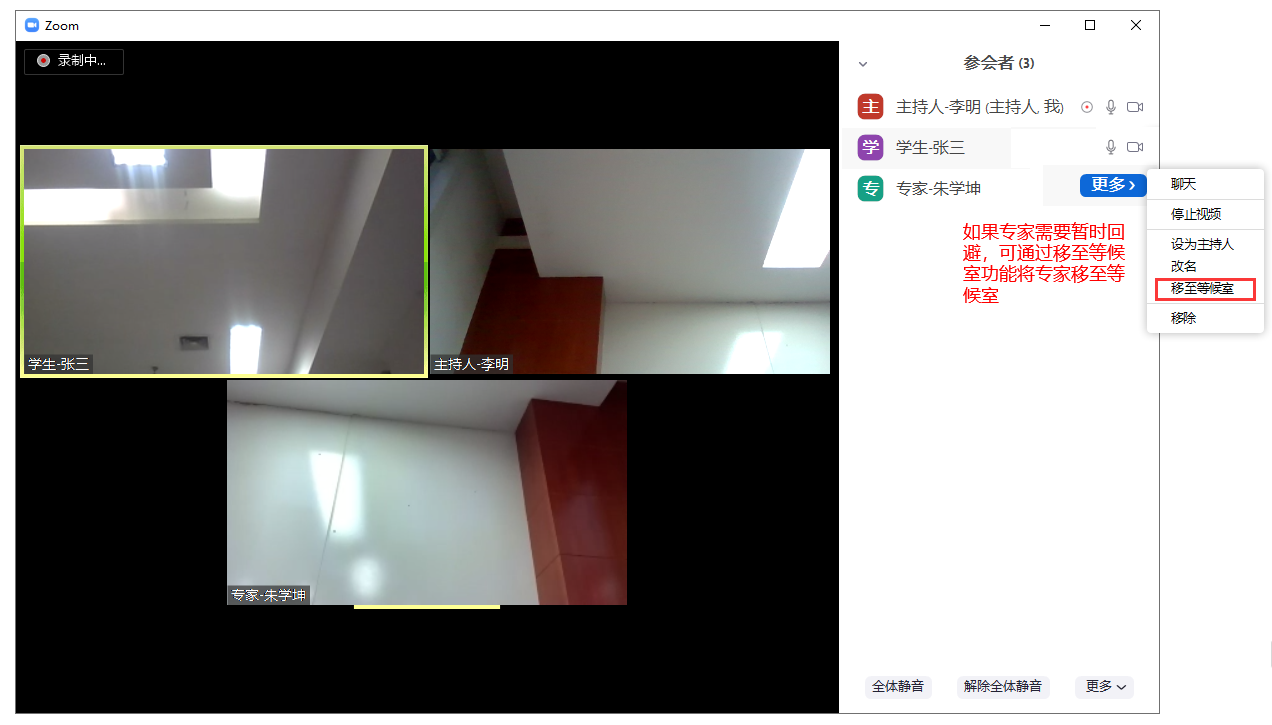 Zoom
录制中...
参会者 (3)
主 主持人-李明 (主持人, 我)
学 学生-张三
专 专家-朱学坤
更多 ›
聊天
停止视频
设为主持人
改名
移至等候室
移除
如果专家需要暂时回
避，可通过移至等候
室功能将专家移至等
候室
学生-张三
主持人-李明
专家-朱学坤
全体静音
解除全体静音
更多